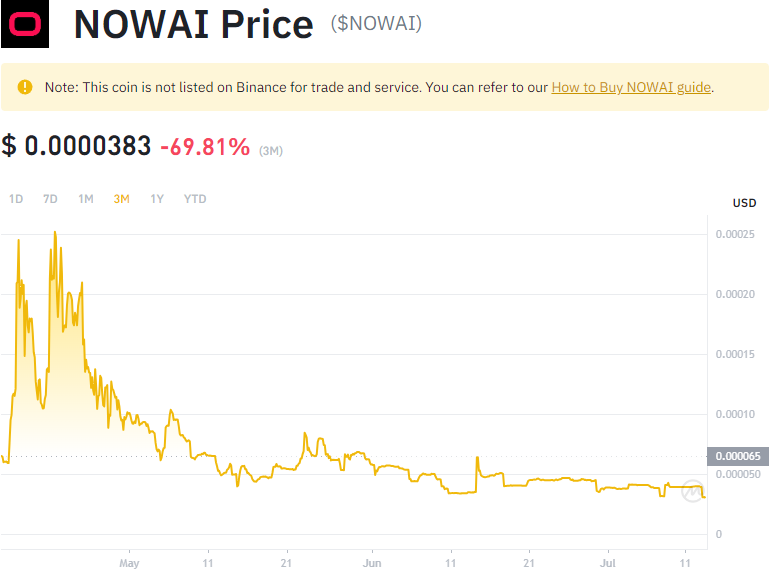 NOWAI Price ($NOWAI)
Note: This coin is not listed on Binance for trade and service. You can refer to our How to Buy NOWAI guide.
$ 0.0000383 -69.81% (3M)
1D 7D 1M 3M 1Y YTD
USD
0.00025
0.00020
0.00015
0.00010
0.000065
0.000050
0
May 11 21 Jun 11 21 Jul 11